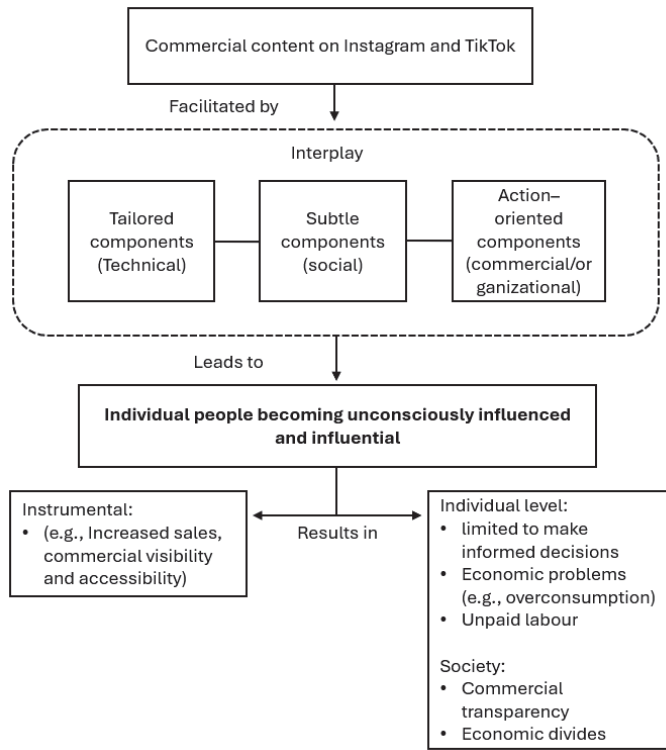 Commercial content on Instagram and TikTok
Facilitated by
Interplay
Tailored
components
(Technical)
Subtle
components
(social)
Action–
oriented
components
(commercial/or
ganizational)
Leads to
Individual people becoming unconsciously influenced
and influential
Instrumental:
• (e.g., Increased sales,
commercial visibility
and accessibility)
Results in
Individual level:
• limited to make
informed decisions
• Economic problems
(e.g., overconsumption)
• Unpaid labour
Society:
• Commercial
transparency
• Economic divides